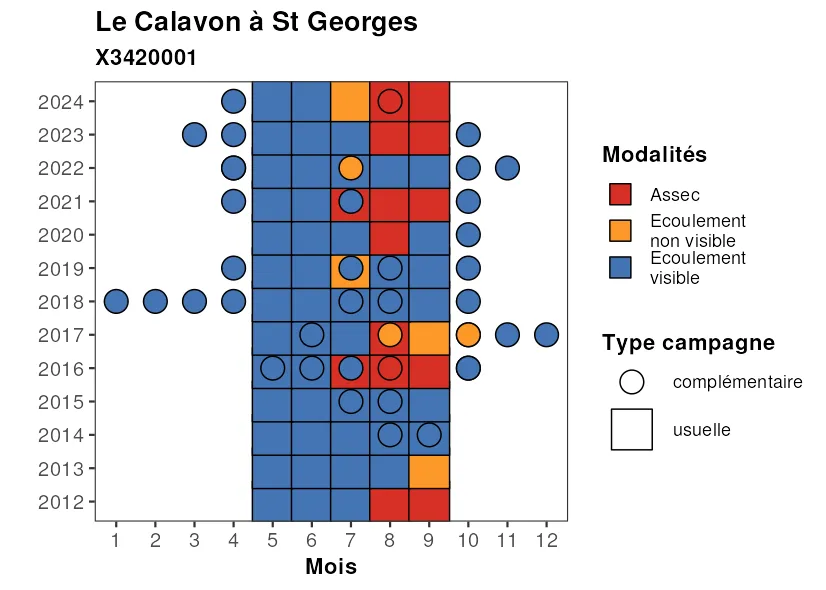 Le Calavon à St Georges
X3420001
2024
2023
2022
2021
2020
2019
2018
2017
2016
2015
2014
2013
2012
1 2 3 4 5 6 7 8 9 10 11 12
Mois
Modalités
Assec
Ecoulement
non visible
Ecoulement
visible
Type campagne
complémentaire
usuelle